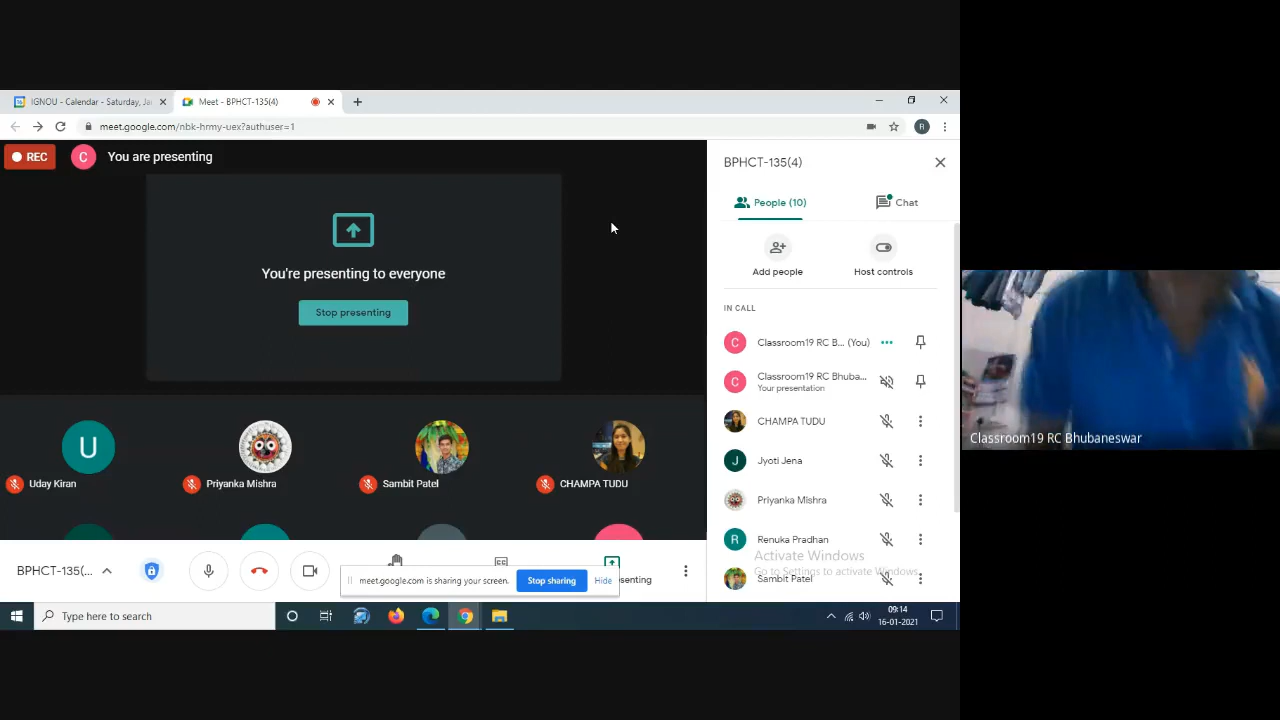 IGNOU - Calendar - Saturday, Ja
Meet - BPHCT-135(4)
meet.google.com/nbk-hrmy-uex?authuser=1
R
REC
C
You are presenting
You're presenting to everyone
Stop presenting
U
Uday Kiran
Priyanka Mishra
Sambit Patel
CHAMPA TUDU
BPHCT-135(4)
People (10)
Chat
Add people
Host controls
IN CALL
C
Classroom19 RC B... (You)
C
Classroom19 RC Bhuba...
Your presentation
CHAMPA TUDU
J
Jyoti Jena
Priyanka Mishra
R
Renuka Pradhan
Sambit Patel
Activate Windows
Go to Settings to activate Windows.
BPHCT-135(...
meet.google.com is sharing your screen.
Stop sharing
Hide
enting
Type here to search
09:14
16-01-2021
Classroom19 RC Bhubaneswar